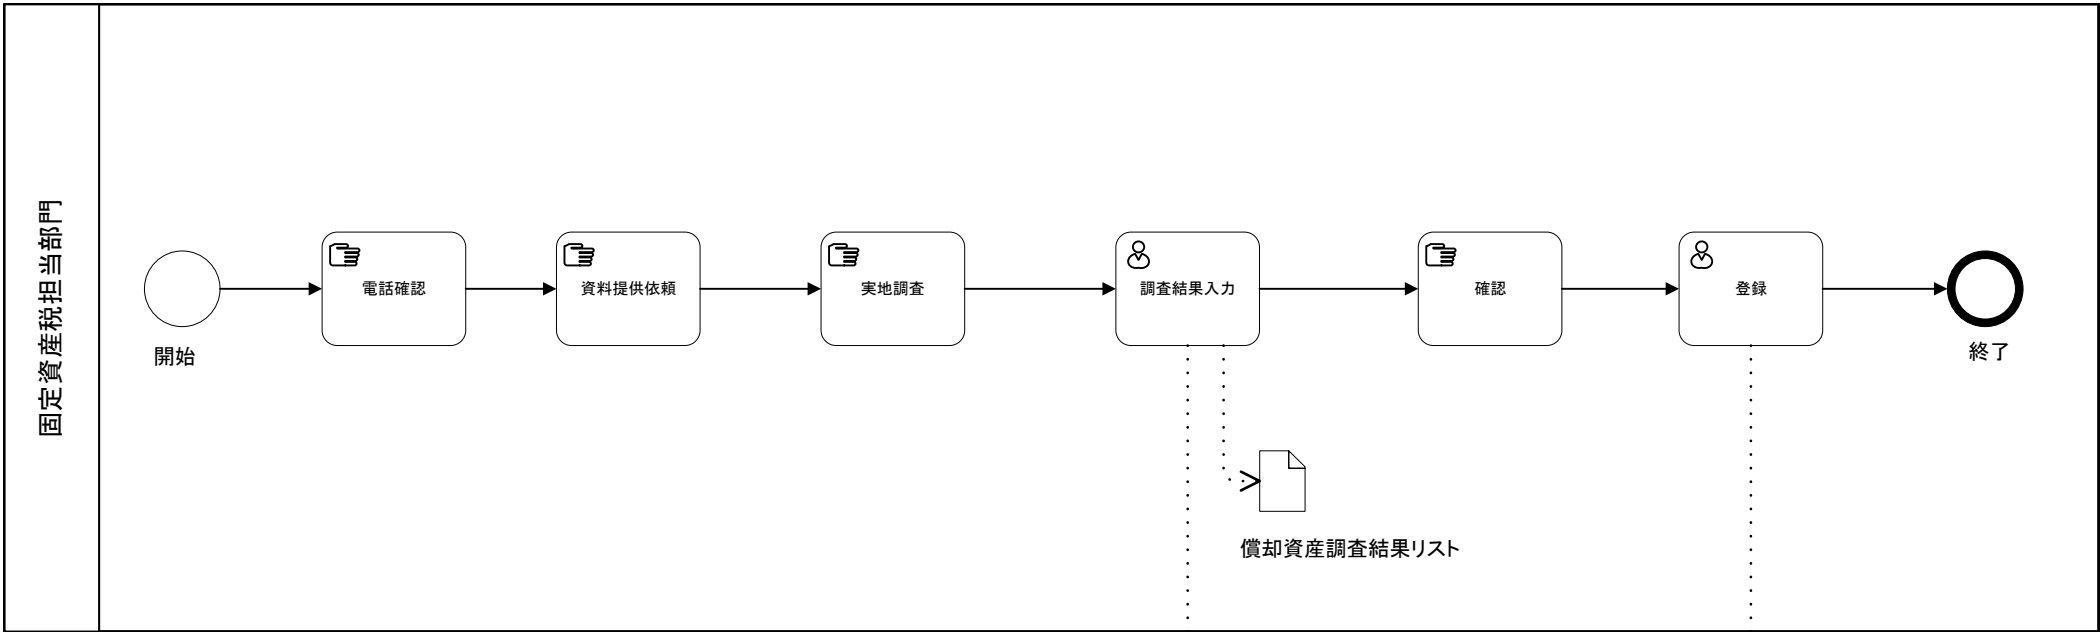 固定資産税担当部門
開始
電話確認
資料提供依頼
実地調査
調査結果入力
確認
登録
終了
償却資産調査結果リスト